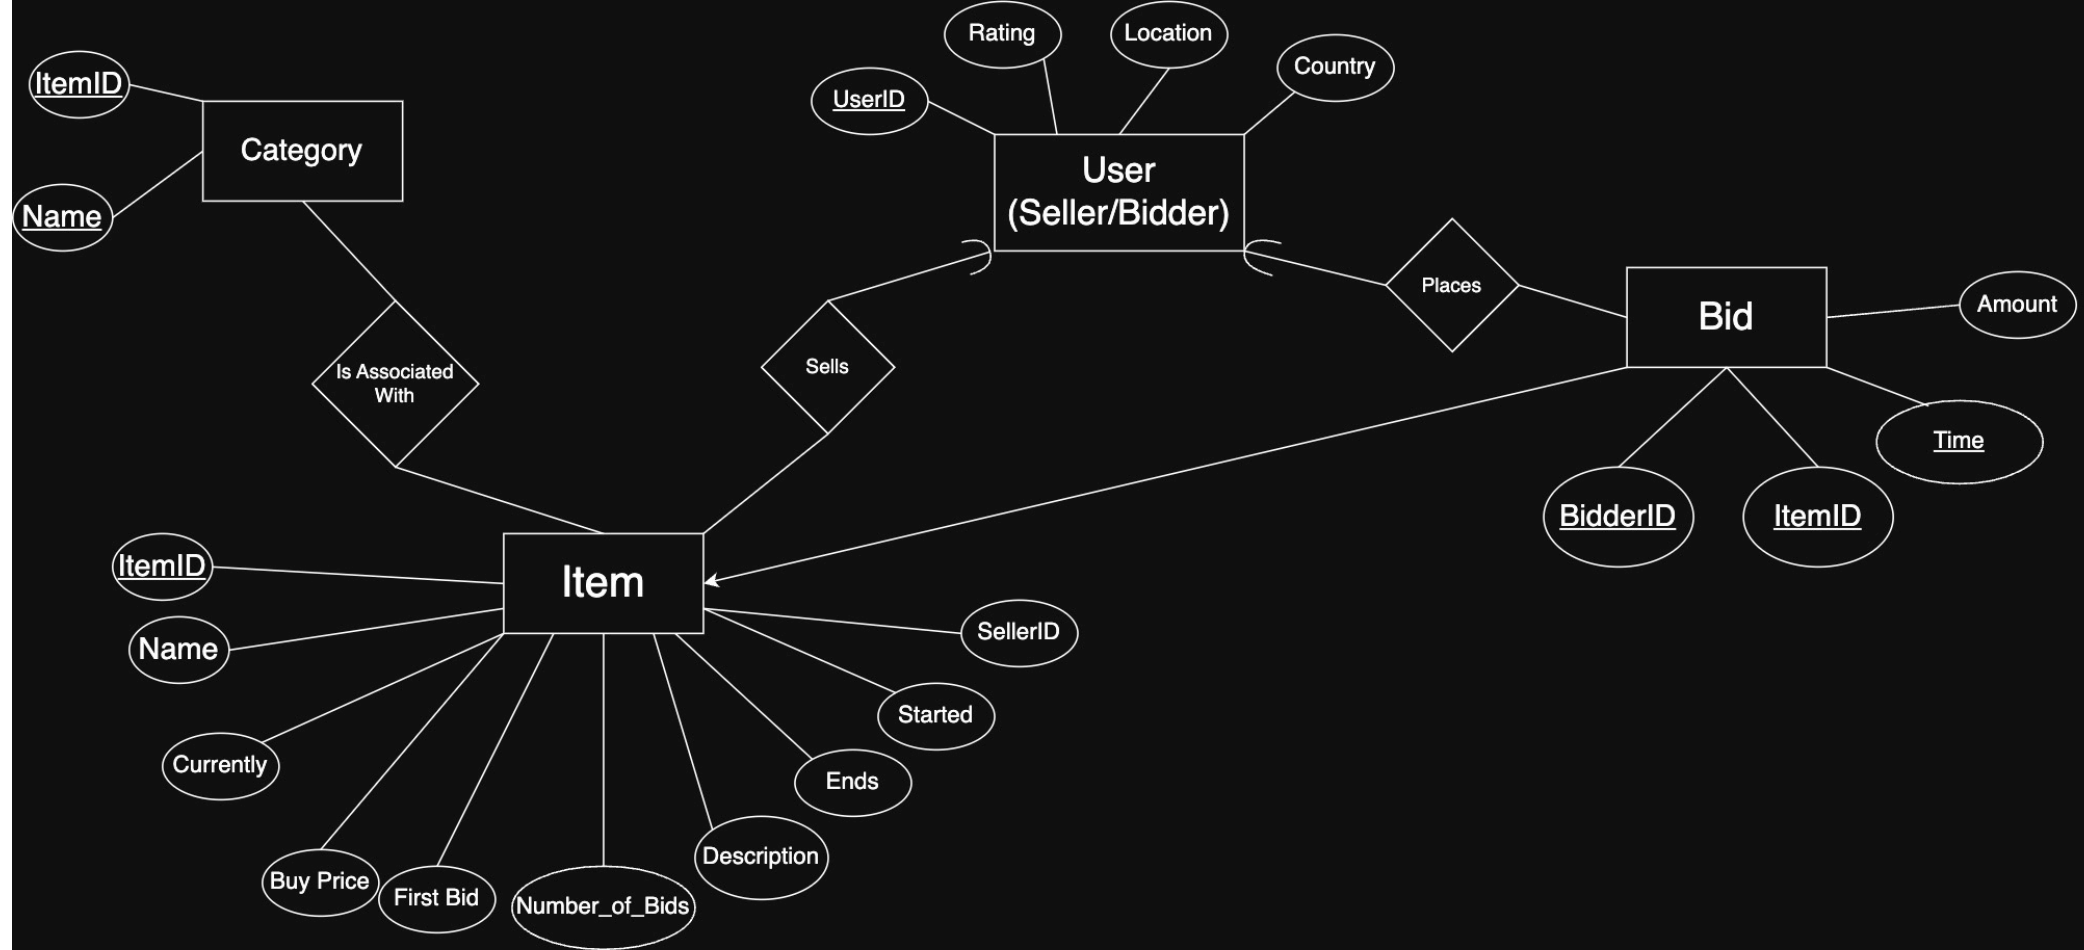 Rating
Location
Country
ItemID
UserID
Category
User
(Seller/Bidder)
Name
Places
Bid
Amount
Is Associated
With
Sells
Time
BidderID
ItemID
ItemID
Item
Name
SellerID
Started
Currently
Ends
Description
Buy Price
First Bid
Number_of_Bids